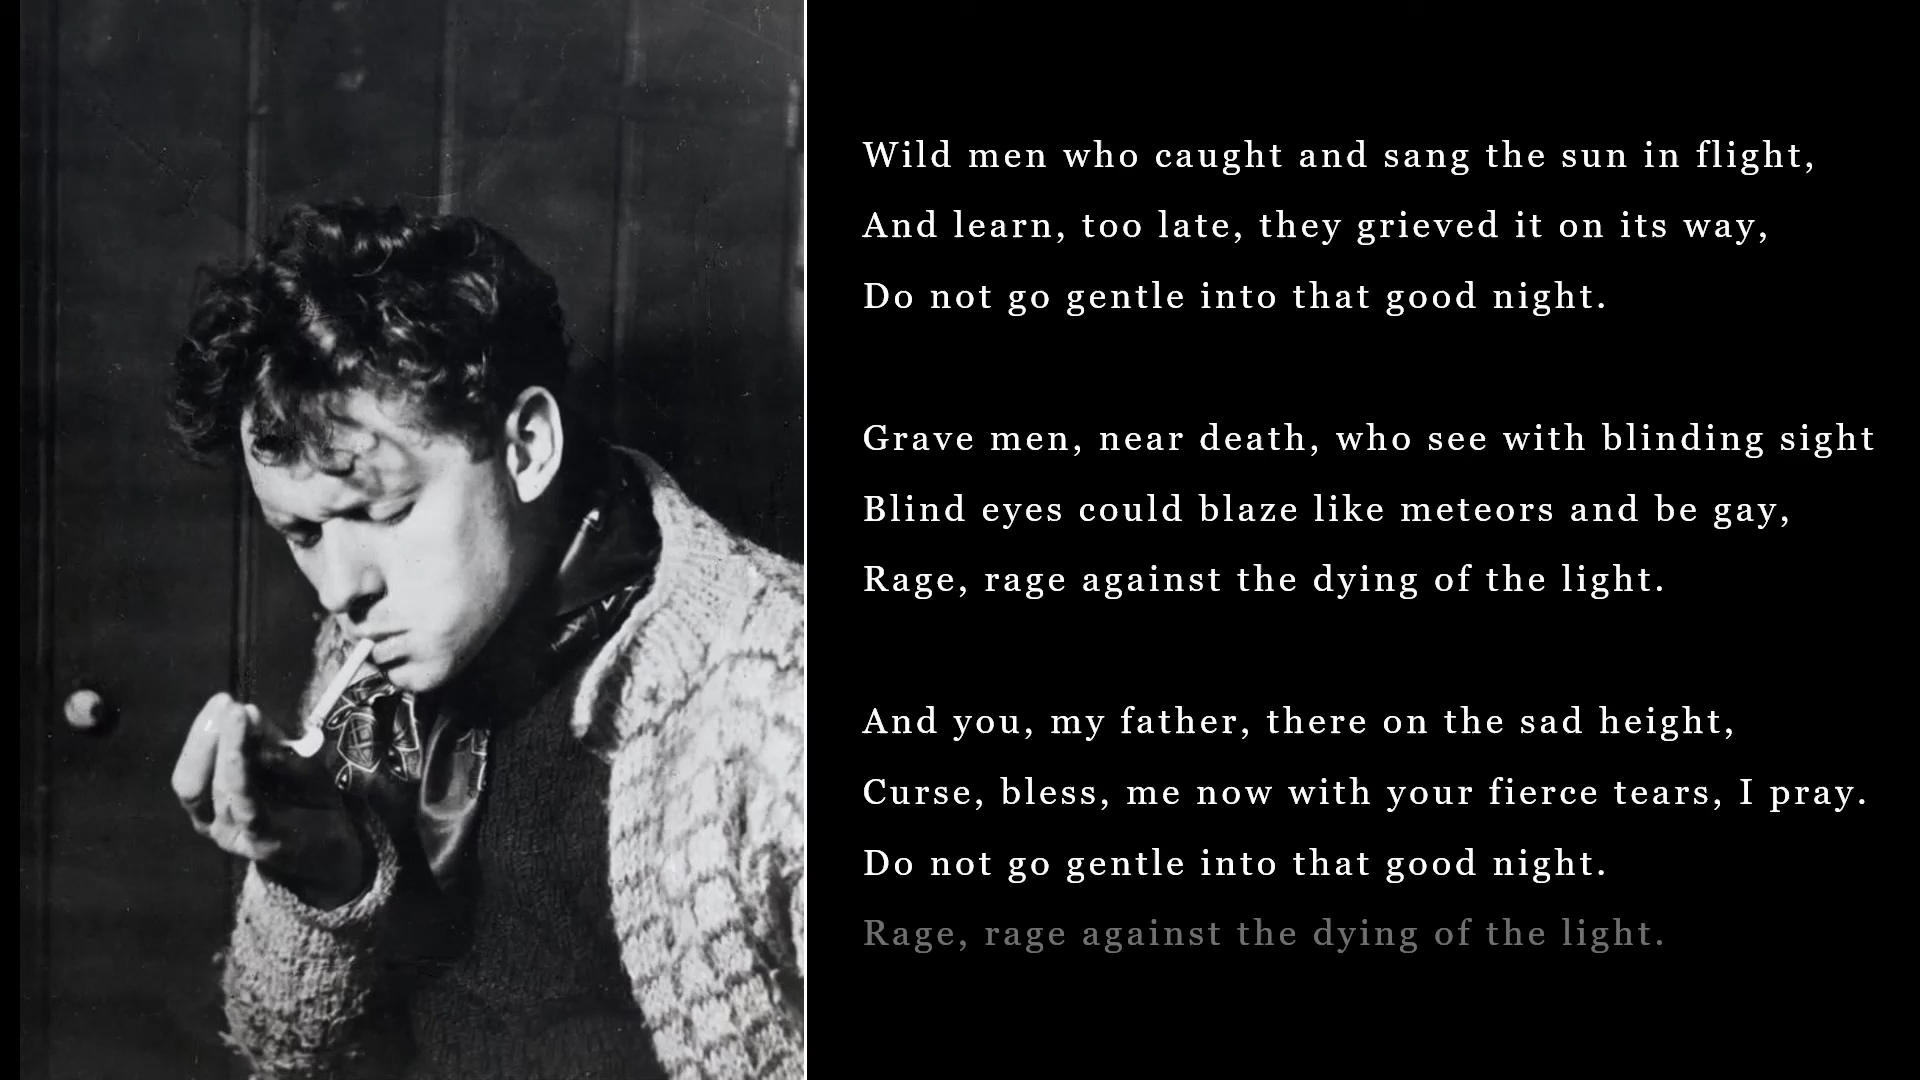 Wild men who caught and sang the sun in flight,
And learn, too late, they grieved it on its way,
Do not go gentle into that good night.
Grave men, near death, who see with blinding sight
Blind eyes could blaze like meteors and be gay,
Rage, rage against the dying of the light.
And you, my father, there on the sad height,
Curse, bless, me now with your fierce tears, I pray.
Do not go gentle into that good night.
Rage, rage against the dying of the light.